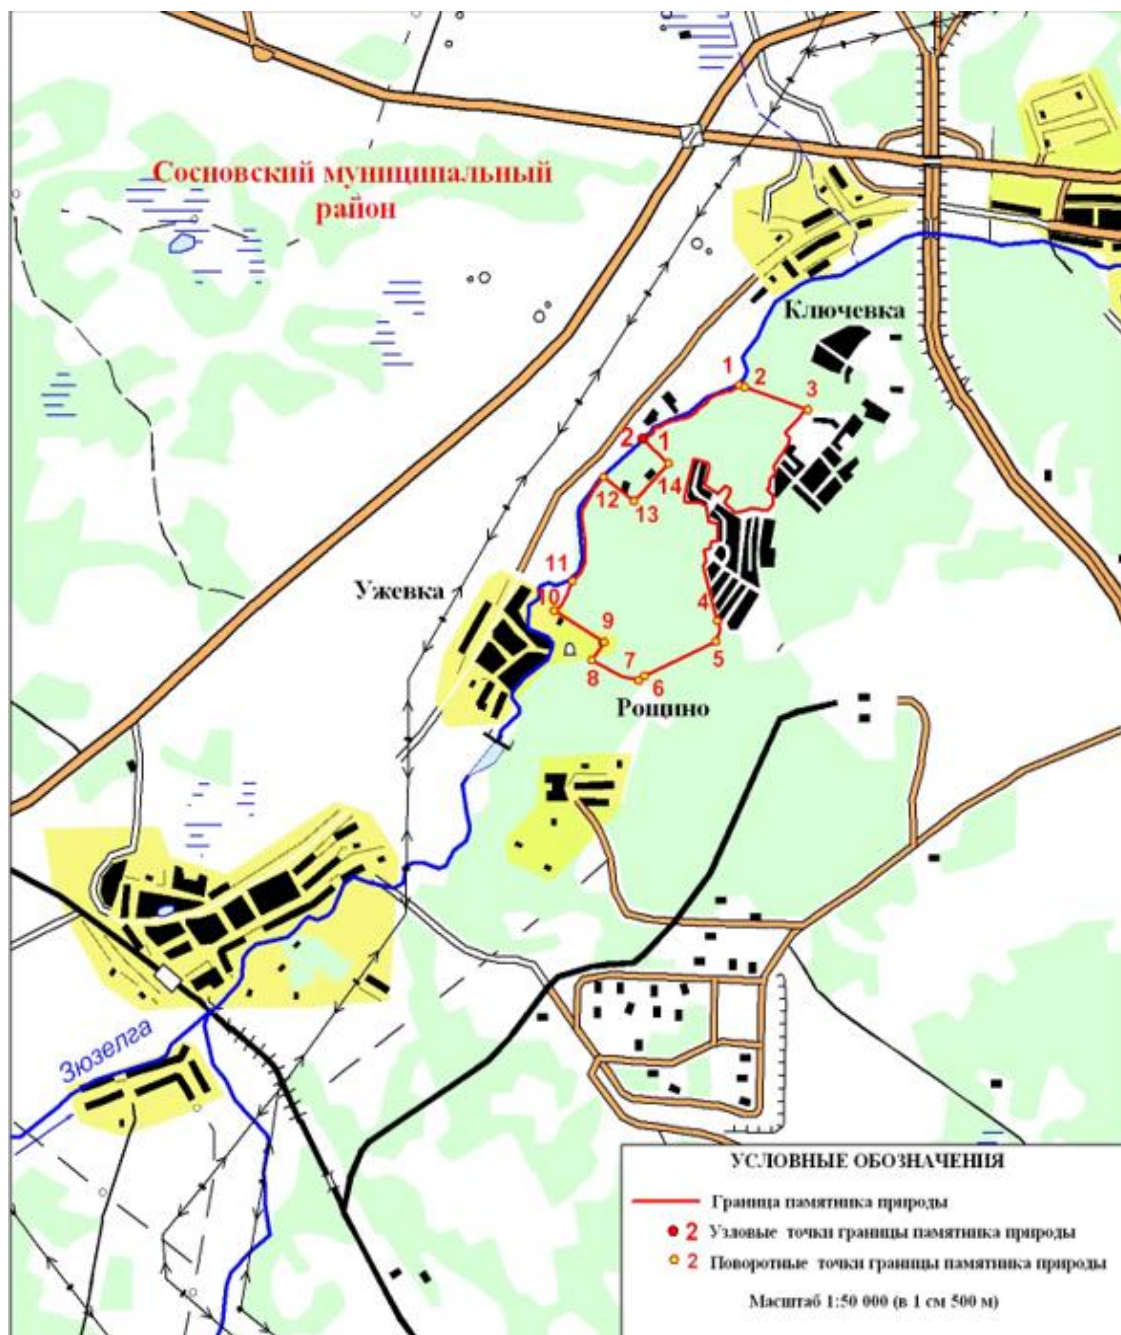 Сосновский муниципальный
район
Ключевка
1
2
3
2
1
14
12
13
11
Ужевка
10
4
9
5
8
7
6
Рощино
Зюзелга
УСЛОВНЫЕ ОБОЗНАЧЕНИЯ
Граница памятника природы
2 Узловые точки границы памятника природы
2 Поворотные точки границы памятника природы
Масштаб 1:50 000 (в 1 см 500 м)